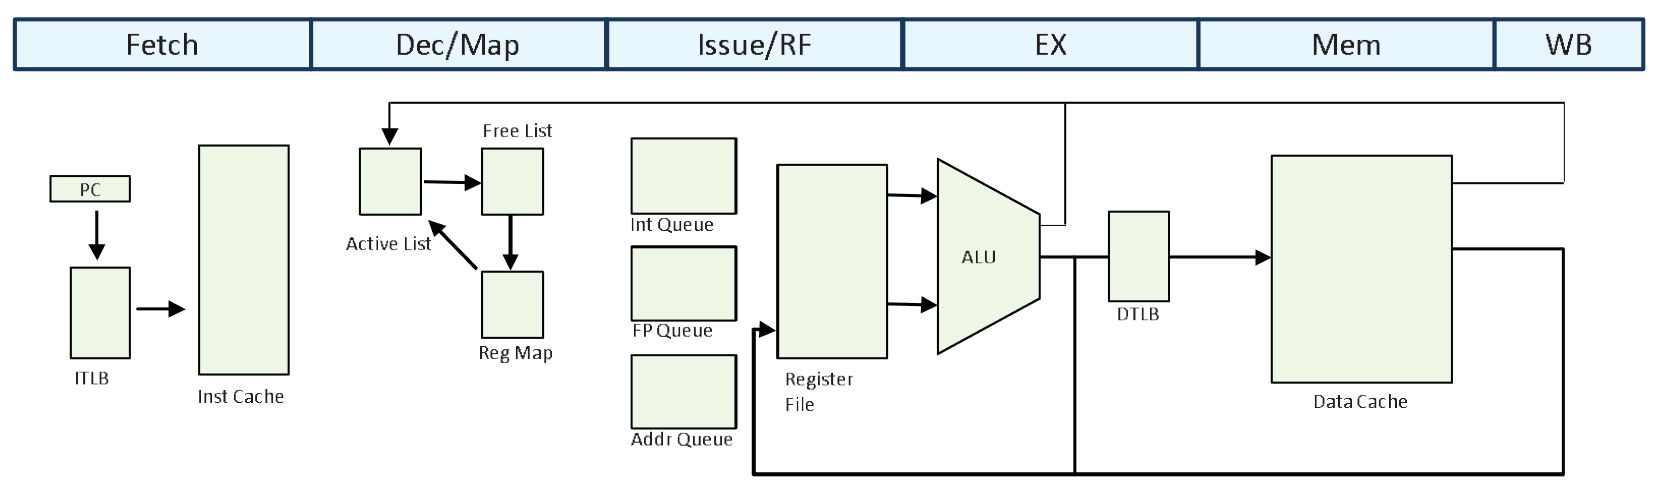 Fetch
Dec/Map
Issue/RF
EX
Mem
WB
PC
ITLB
Inst Cache
Free List
Active List
Reg Map
Int Queue
FP Queue
Addr Queue
Register
File
ALU
DTLB
Data Cache